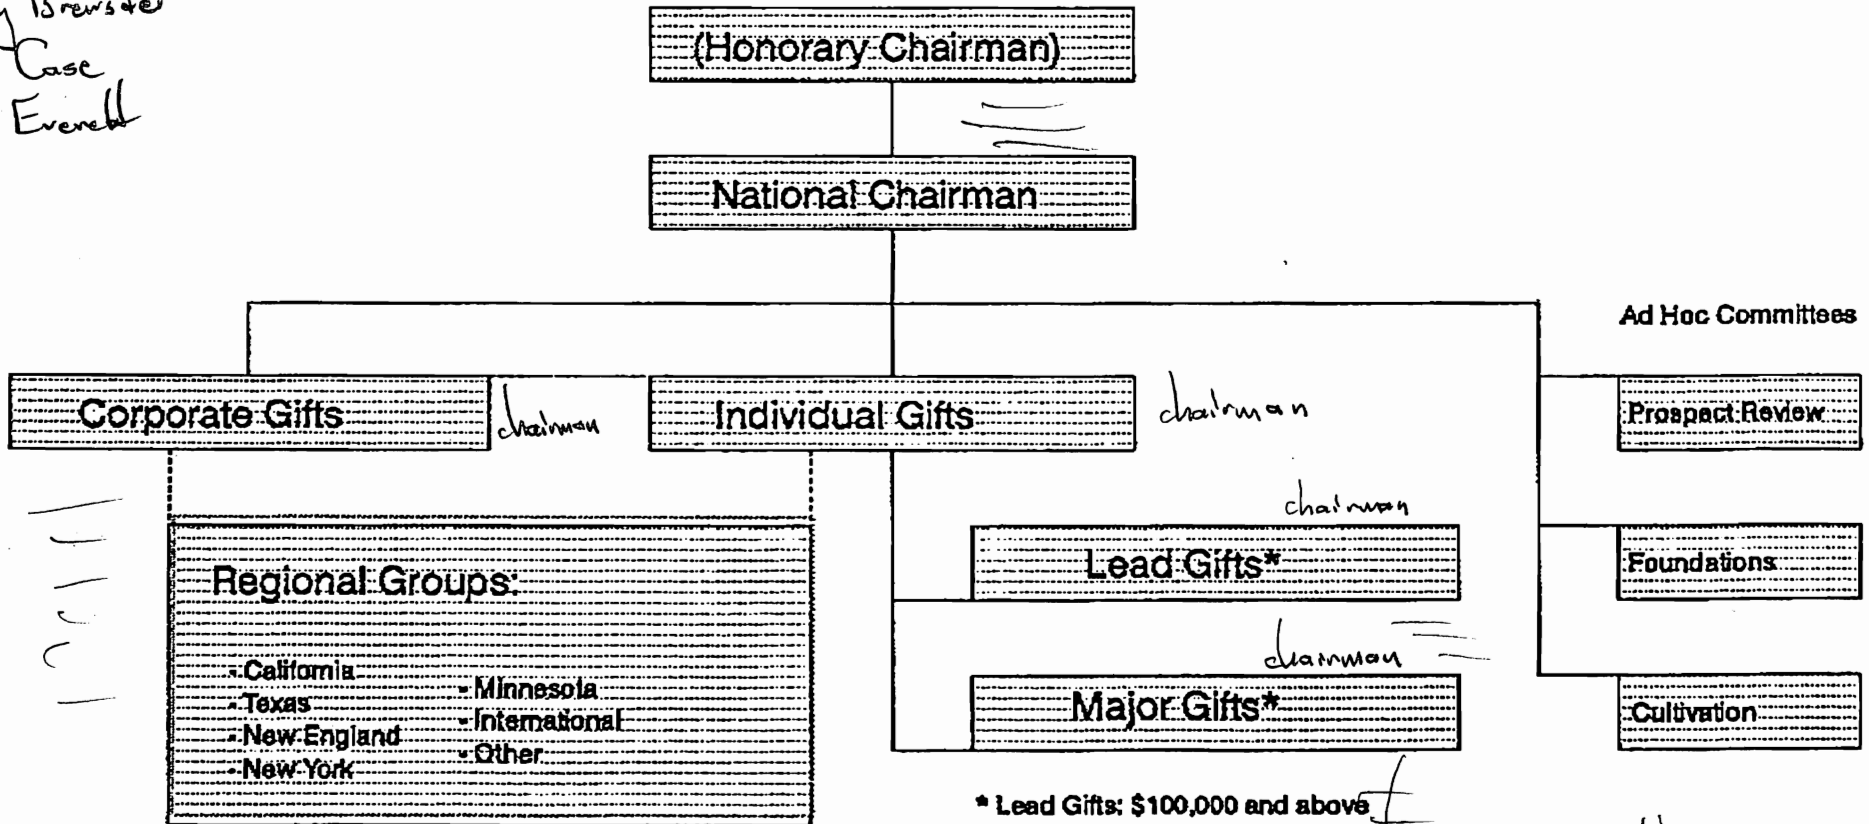 Brewster
Case
Everett
(Honorary Chairman)
National Chairman
Ad Hoc Committees
Corporate Gifts
chairman
Individual Gifts
chairman
Prospect Review
chairman
Lead Gifts*
Foundations
Regional Groups:
chairman
Major Gifts*
Cultivation
- California
- Texas
- New England
- New York
- Minnesota
- International
- Other
* Lead Gifts: $100,000 and above